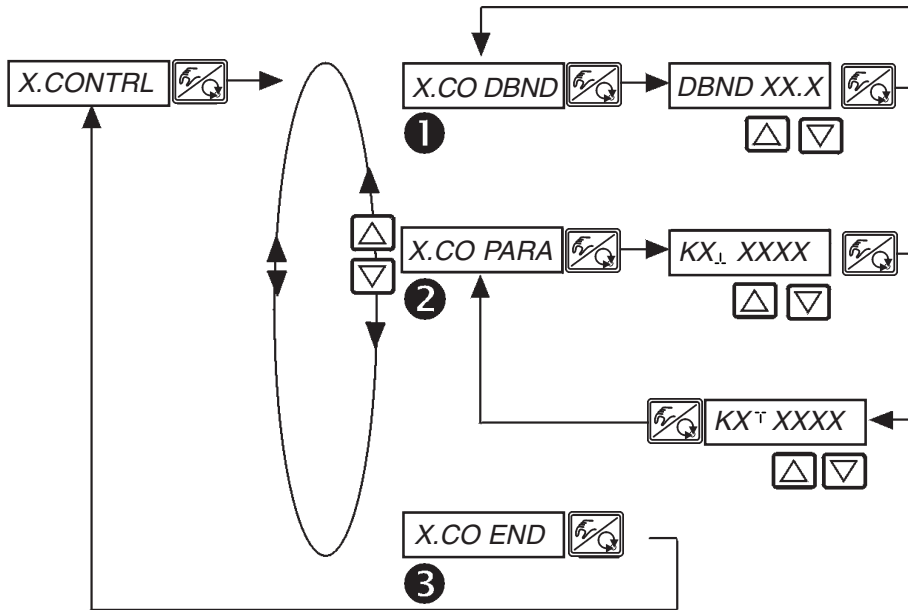 X.CONTRL
X.CO DBND
DBND XX.X
1
X.CO PARA
KX⊥ XXXX
2
KX⊤ XXXX
X.CO END
3